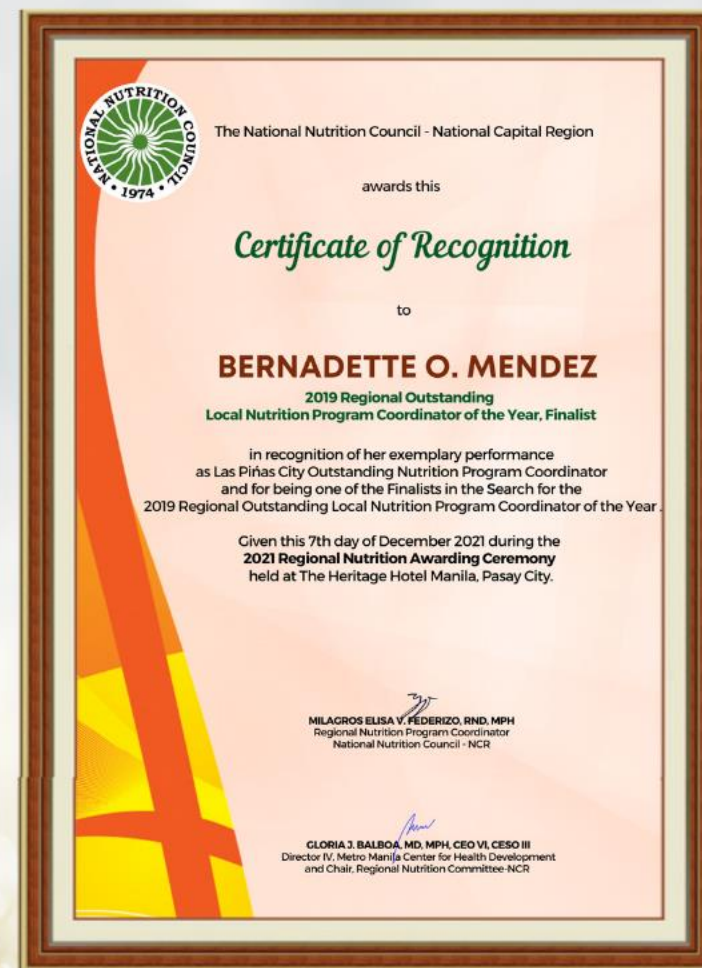 NATIONAL NUTRITION COUNCIL
• 1974 •
The National Nutrition Council - National Capital Region
awards this
Certificate of Recognition
to
BERNADETTE O. MENDEZ
2019 Regional Outstanding
Local Nutrition Program Coordinator of the Year, Finalist
in recognition of her exemplary performance
as Las Pińas City Outstanding Nutrition Program Coordinator
and for being one of the Finalists in the Search for the
2019 Regional Outstanding Local Nutrition Program Coordinator of the Year .
Given this 7th day of December 2021 during the
2021 Regional Nutrition Awarding Ceremony
held at The Heritage Hotel Manila, Pasay City.
MILAGROS ELISA V. FEDERIZO, RND, MPH
Regional Nutrition Program Coordinator
National Nutrition Council - NCR
GLORIA J. BALBOA, MD, MPH, CEO VI, CESO III
Director IV, Metro Manila Center for Health Development
and Chair, Regional Nutrition Committee-NCR